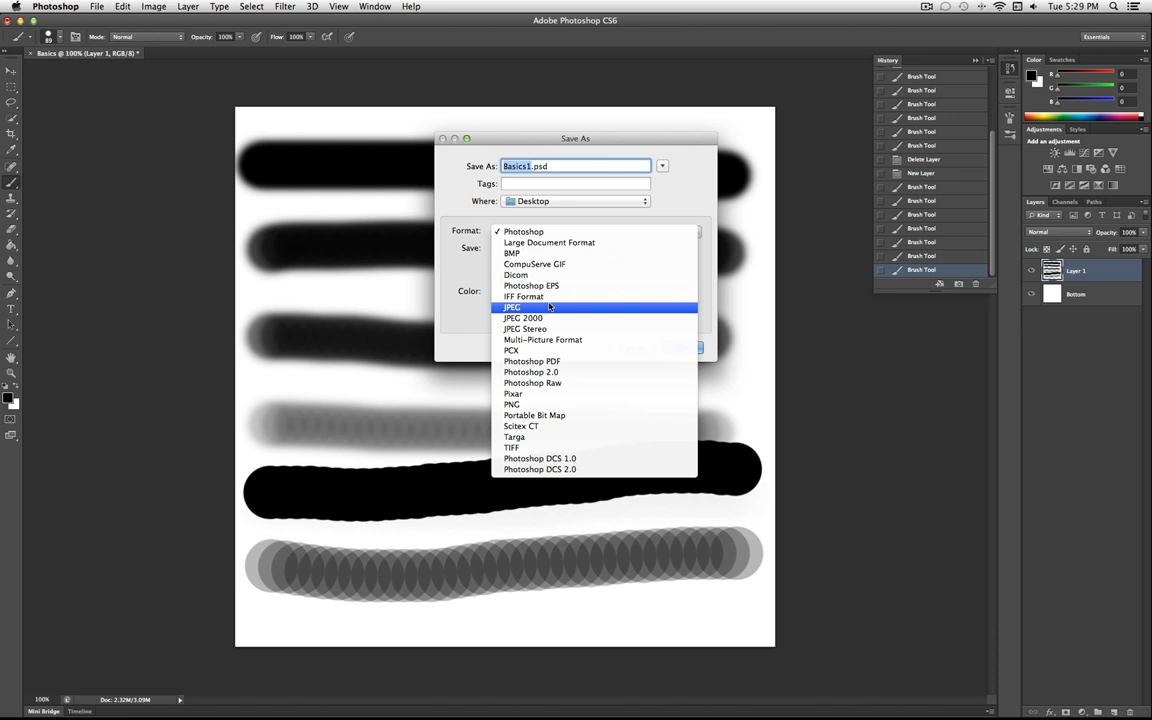 Photoshop File Edit Image Layer Type Select Filter 3D View Window Help Tue 5:29 PM
Adobe Photoshop CS6
89 Mode: Normal Opacity: 100% Flow: 100% Essentials
× Basics @ 100% (Layer 1, RGB/8) *
History
Brush Tool
Brush Tool
Brush Tool
Brush Tool
Brush Tool
Brush Tool
Delete Layer
New Layer
Brush Tool
Brush Tool
Brush Tool
Brush Tool
Brush Tool
Brush Tool
Brush Tool
Color Swatches
R 0
G 0
B 0
Adjustments Styles
Add an adjustment
Layers Channels Paths
Kind
Normal Opacity: 100%
Lock: Fill: 100%
Layer 1
Bottom
Save As
Save As: Basics1.psd
Tags:
Where: Desktop
Format: ✓ Photoshop
Save:
Color:
Large Document Format
BMP
CompuServe GIF
Dicom
Photoshop EPS
IFF Format
JPEG
JPEG 2000
JPEG Stereo
Multi-Picture Format
PCX
Photoshop PDF
Photoshop 2.0
Photoshop Raw
Pixar
PNG
Portable Bit Map
Scitex CT
Targa
TIFF
Photoshop DCS 1.0
Photoshop DCS 2.0
100% Doc: 2.32M/3.09M
Mini Bridge Timeline